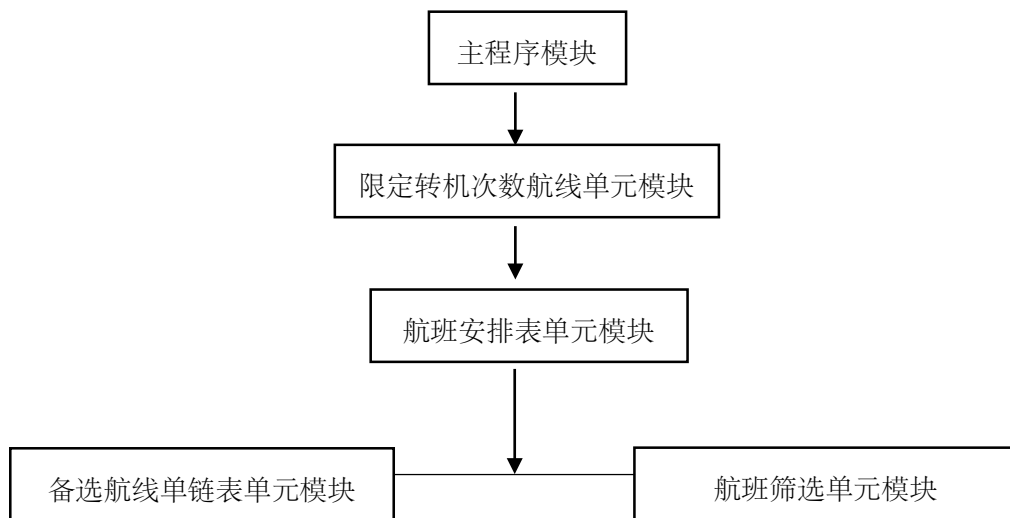 主程序模块
限定转机次数航线单元模块
航班安排表单元模块
备选航线单链表单元模块
航班筛选单元模块